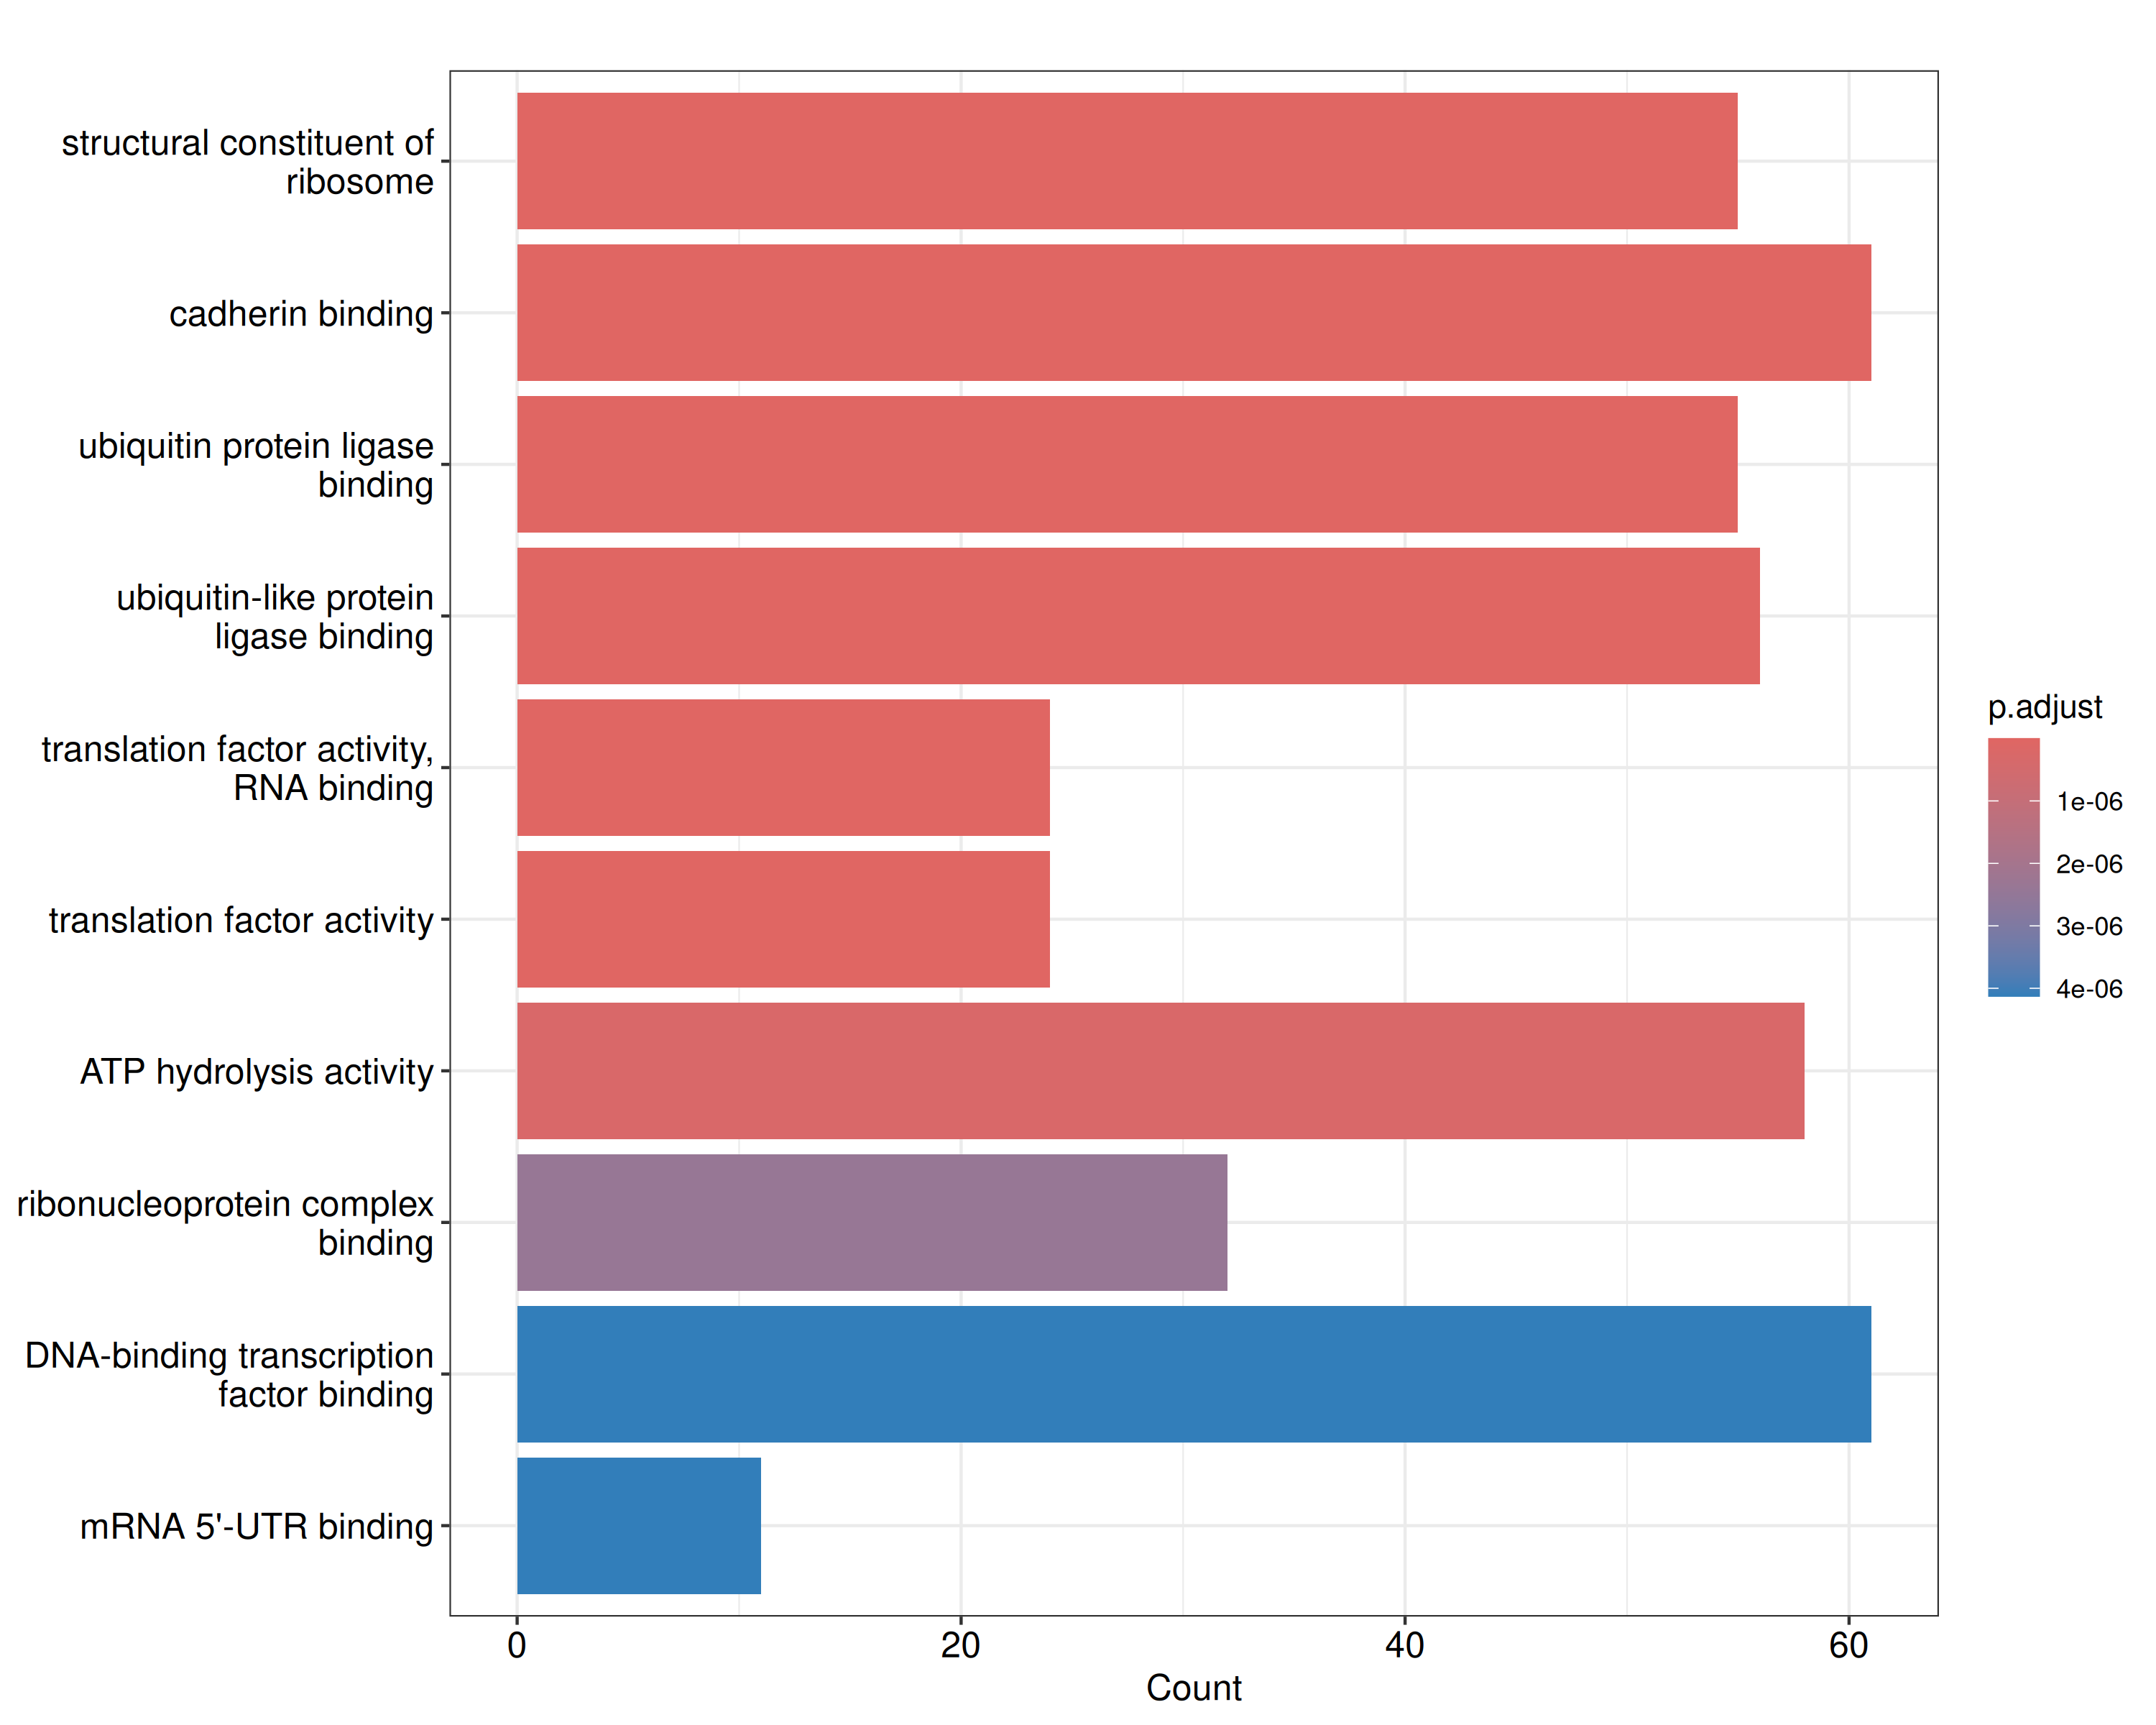 structural constituent of
ribosome
cadherin binding
ubiquitin protein ligase
binding
ubiquitin-like protein
ligase binding
translation factor activity,
RNA binding
translation factor activity
ATP hydrolysis activity
ribonucleoprotein complex
binding
DNA-binding transcription
factor binding
mRNA 5'-UTR binding
0
20
40
60
Count
p.adjust
1e-06
2e-06
3e-06
4e-06